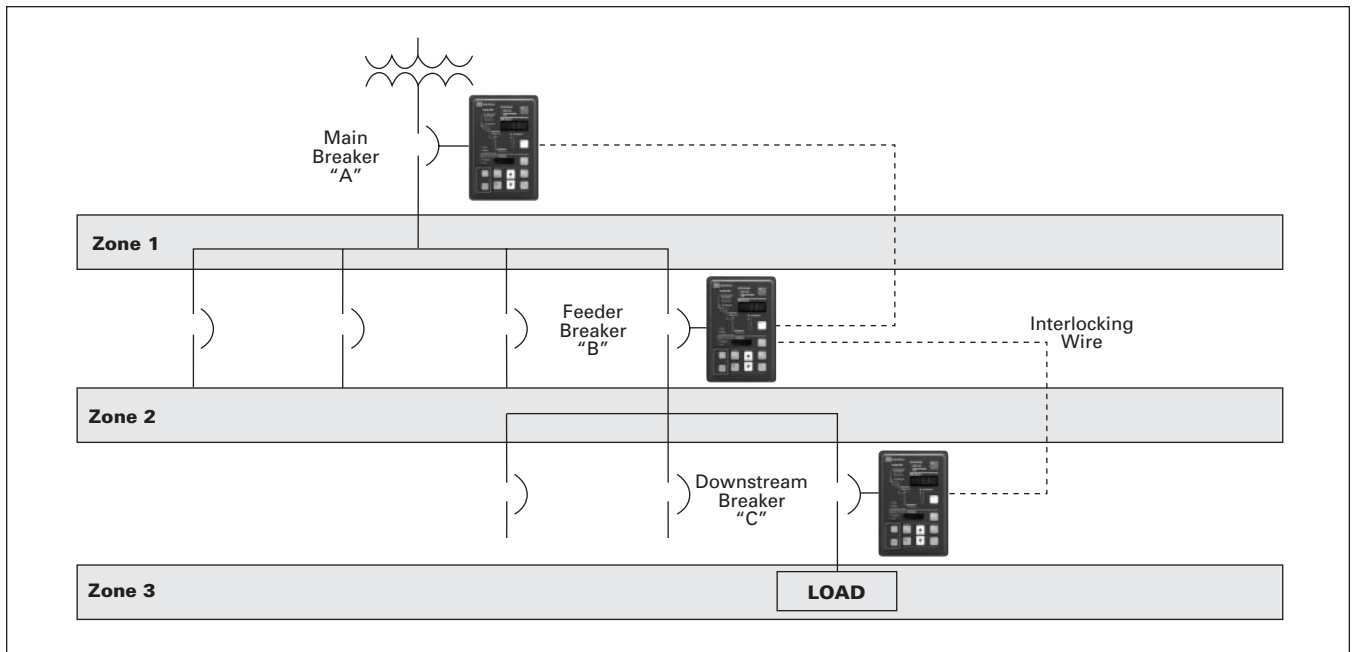 Main
Breaker
“A”
Zone 1
Feeder
Breaker
“B”
Interlocking
Wire
Zone 2
Downstream
Breaker
“C”
Zone 3
LOAD